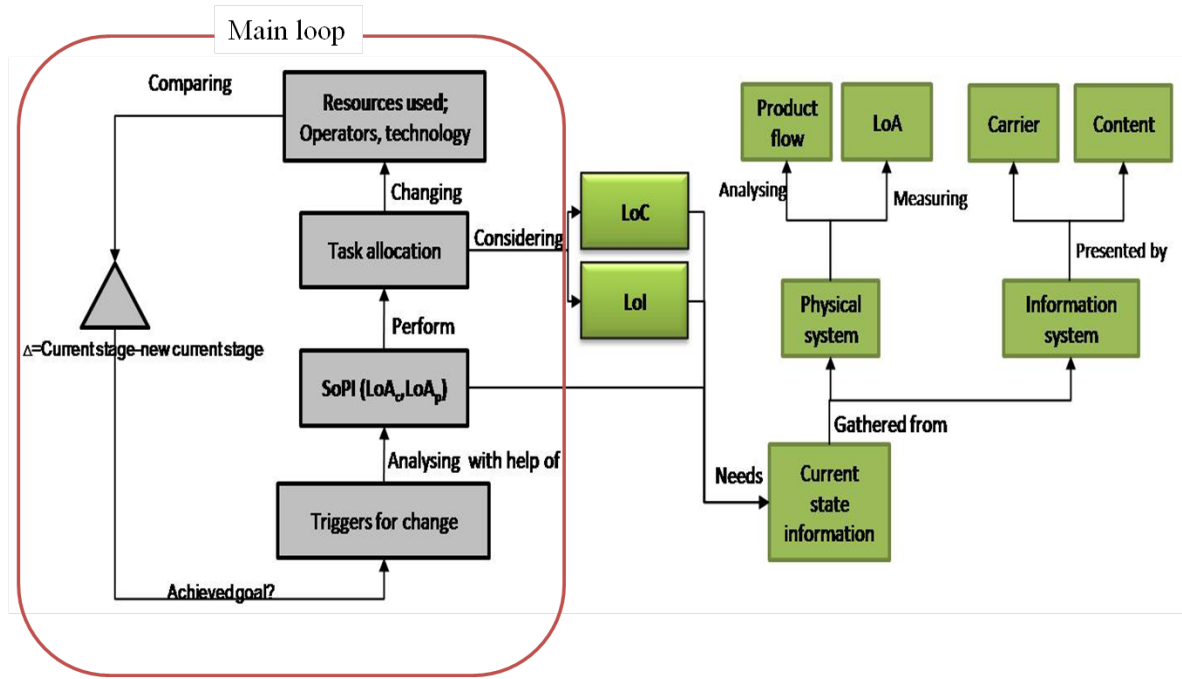 Main loop
Comparing
Resources used;
Operators, technology
Changing
Task allocation
Considering
Perform
Δ=Current stage-new current stage
SoPI (LoAc,LoAp)
Analysing with help of
Triggers for change
Achieved goal?
LoC
LoI
Needs
Product
flow
LoA
Carrier
Content
Analysing
Measuring
Presented by
Physical
system
Information
system
Gathered from
Current
state
information